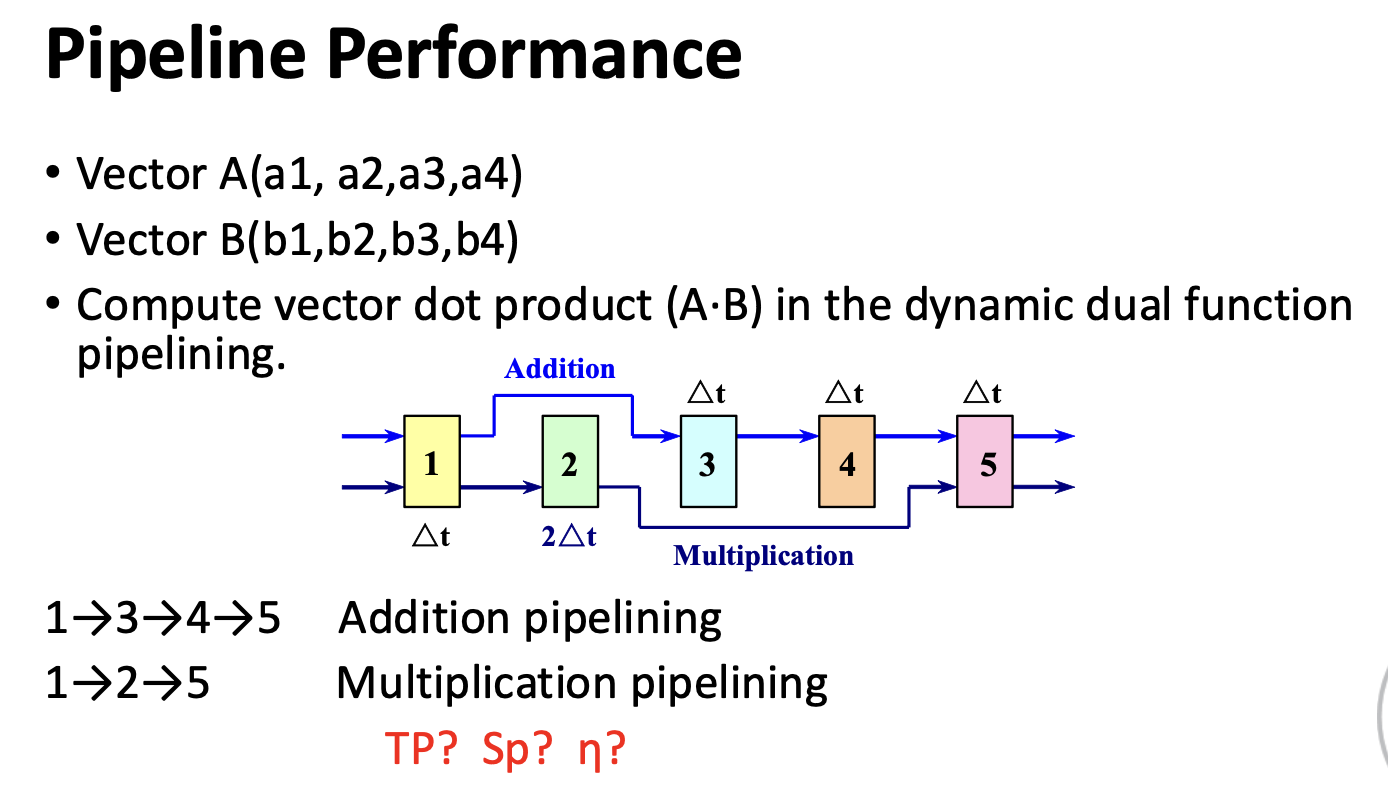 Pipeline Performance
• Vector A(a1, a2,a3,a4)
• Vector B(b1,b2,b3,b4)
• Compute vector dot product (A·B) in the dynamic dual function
pipelining.
Addition
△t △t △t
1 2 3 4 5
△t 2△t
Multiplication
1→3→4→5 Addition pipelining
1→2→5 Multiplication pipelining
TP? Sp? η?